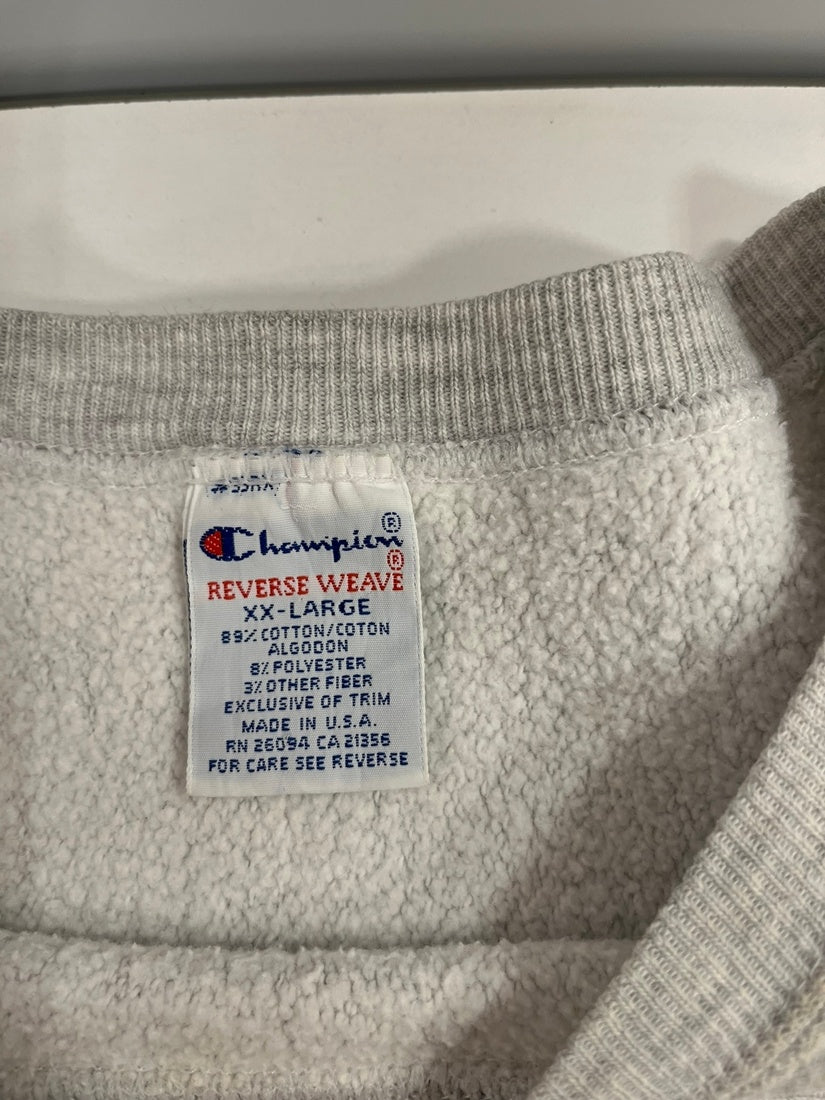 Champion®
REVERSE WEAVE®
XX-LARGE
89% COTTON/COTON
ALGODON
8% POLYESTER
3% OTHER FIBER
EXCLUSIVE OF TRIM
MADE IN U.S.A.
RN 26094 CA 21356
FOR CARE SEE REVERSE